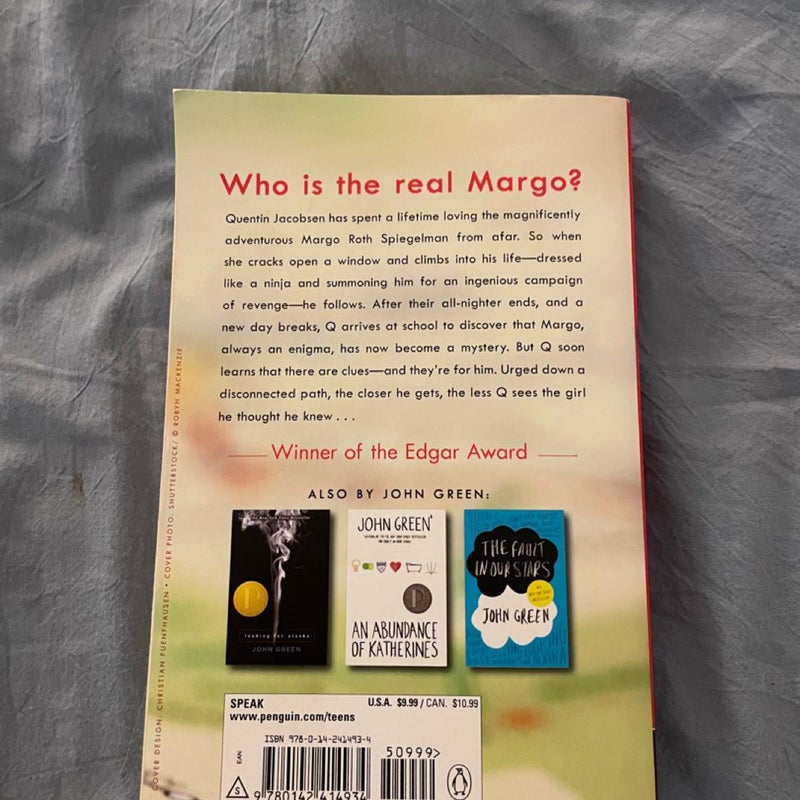 Who is the real Margo?
Quentin Jacobsen has spent a lifetime loving the magnificently
adventurous Margo Roth Spiegelman from afar. So when
she cracks open a window and climbs into his life—dressed
like a ninja and summoning him for an ingenious campaign
of revenge—he follows. After their all-nighter ends, and a
new day breaks, Q arrives at school to discover that Margo,
always an enigma, has now become a mystery. But Q soon
learns that there are clues—and they're for him. Urged down a
disconnected path, the closer he gets, the less Q sees the girl
he thought he knew . . .
Winner of the Edgar Award
ALSO BY JOHN GREEN:
looking for alaska
JOHN GREEN
JOHN GREEN
AN ABUNDANCE
OF KATHERINES
THE FAULT
IN OUR STARS
JOHN GREEN
COVER DESIGN: CHRISTIAN FUENFHAUSEN • COVER PHOTO: SHUTTERSTOCK/ © ROBYN MACKENZIE
SPEAK
U.S.A. $9.99 / CAN. $10.99
www.penguin.com/teens
ISBN 978-0-14-241493-4
50999>
EAN
S
9 780142 414934